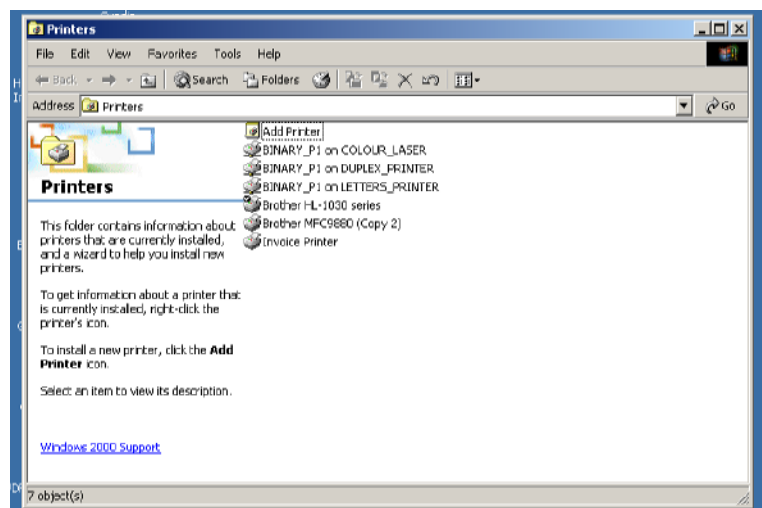 Printers
File Edit View Favorites Tools Help
Back Search Folders
Address Printers Go
Printers
This folder contains information about
printers that are currently installed,
and a wizard to help you install new
printers.
To get information about a printer that
is currently installed, right-click the
printer's icon.
To install a new printer, click the Add
Printer icon.
Select an item to view its description.
Windows 2000 Support
Add Printer
BINARY_P1 on COLOUR_LASER
BINARY_P1 on DUPLEX_PRINTER
BINARY_P1 on LETTERS_PRINTER
Brother HL-1030 series
Brother MFC9880 (Copy 2)
Invoice Printer
7 object(s)